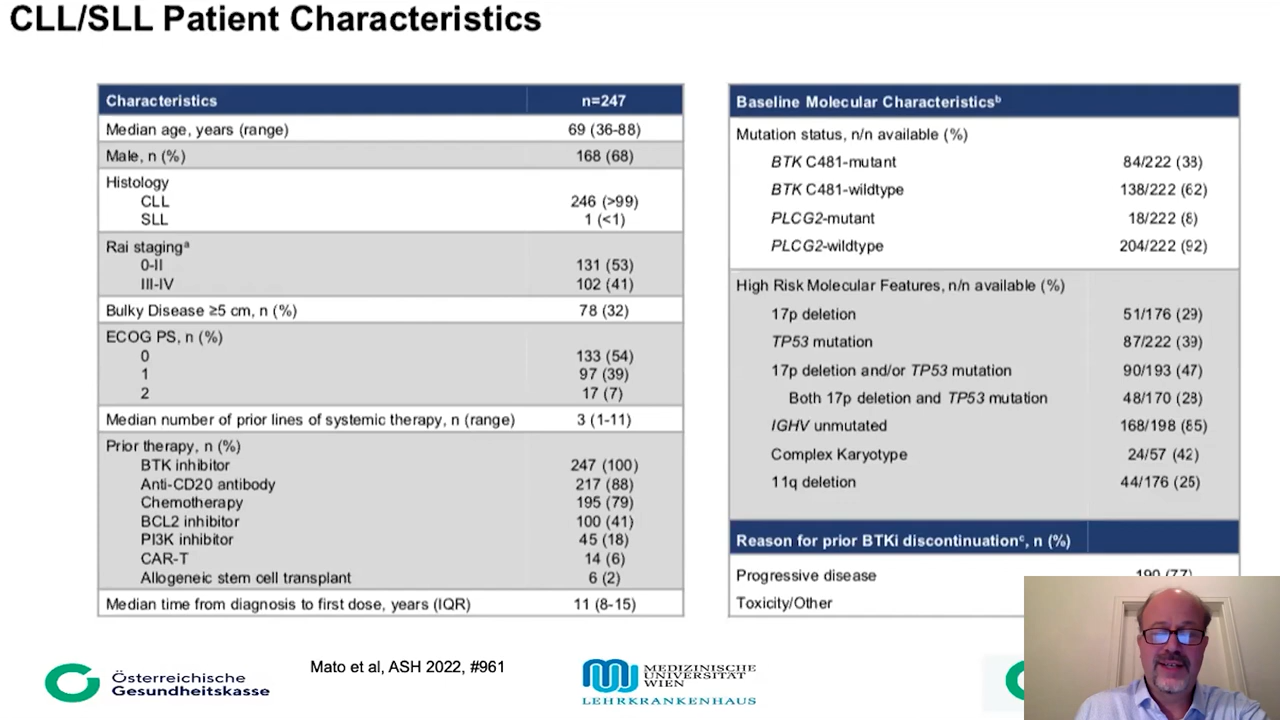 CLL/SLL Patient Characteristics
Characteristics n=247
Median age, years (range) 69 (36-88)
Male, n (%) 168 (68)
Histology
CLL 246 (>99)
SLL 1 (<1)
Rai stagingᵃ
0-II 131 (53)
III-IV 102 (41)
Bulky Disease ≥5 cm, n (%) 78 (32)
ECOG PS, n (%)
0 133 (54)
1 97 (39)
2 17 (7)
Median number of prior lines of systemic therapy, n (range) 3 (1-11)
Prior therapy, n (%)
BTK inhibitor 247 (100)
Anti-CD20 antibody 217 (88)
Chemotherapy 195 (79)
BCL2 inhibitor 100 (41)
PI3K inhibitor 45 (18)
CAR-T 14 (6)
Allogeneic stem cell transplant 6 (2)
Median time from diagnosis to first dose, years (IQR) 11 (8-15)
Baseline Molecular Characteristicsᵇ
Mutation status, n/n available (%)
BTK C481-mutant 84/222 (38)
BTK C481-wildtype 138/222 (62)
PLCG2-mutant 18/222 (8)
PLCG2-wildtype 204/222 (92)
High Risk Molecular Features, n/n available (%)
17p deletion 51/176 (29)
TP53 mutation 87/222 (39)
17p deletion and/or TP53 mutation 90/193 (47)
Both 17p deletion and TP53 mutation 48/170 (28)
IGHV unmutated 168/198 (85)
Complex Karyotype 24/57 (42)
11q deletion 44/176 (25)
Reason for prior BTKi discontinuationᶜ, n (%)
Progressive disease 190 (77)
Toxicity/Other
Österreichische
Gesundheitskasse
Mato et al, ASH 2022, #961
MEDIZINISCHE
UNIVERSITÄT
WIEN
LEHRKRANKENHAUS